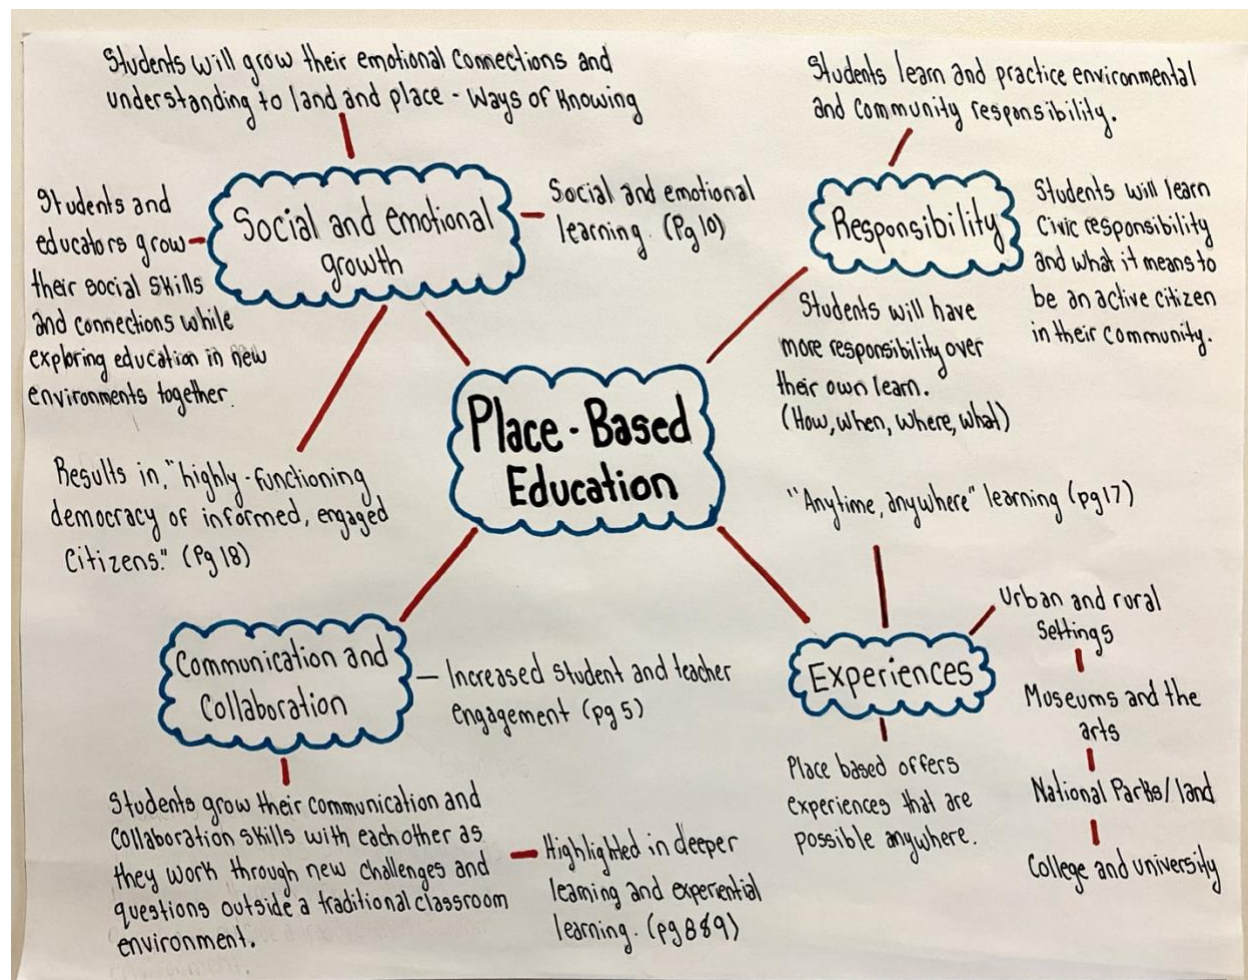 Students will grow their emotional connections and
understanding to land and place - Ways of Knowing
Social and emotional
growth
Students and
educators grow
their social skills
and connections while
exploring education in new
environments together.
Social and emotional
learning. (Pg 10)
Results in, "highly-functioning
democracy of informed, engaged
Citizens." (Pg 18)
Students learn and practice environmental
and community responsibility.
Responsibility
Students will learn
Civic responsibility
and what it means to
be an active citizen
in their community.
Students will have
more responsibility over
their own learn.
(How, when, Where, what)
Place-Based
Education
"Anytime, anywhere" learning (pg 17)
Experiences
Urban and rural
Settings
Museums and the
arts
National Parks/land
College and university
Place based offers
experiences that are
possible anywhere.
Communication and
Collaboration
Increased student and teacher
engagement (pg 5)
Students grow their communication and
Collaboration skills with each other as
they work through new challenges and
questions outside a traditional classroom
environment.
Highlighted in deeper
learning and experiential
learning. (pg 8&9)